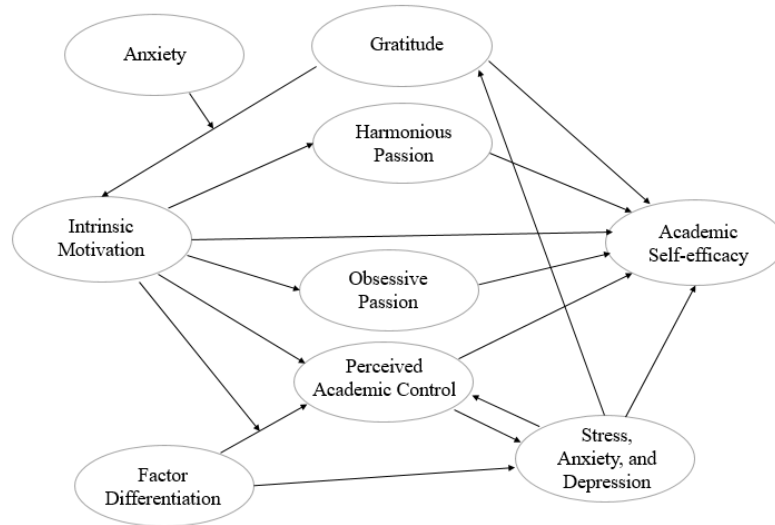 Anxiety
Gratitude
Harmonious
Passion
Intrinsic
Motivation
Academic
Self-efficacy
Obsessive
Passion
Perceived
Academic Control
Stress,
Anxiety, and
Depression
Factor
Differentiation